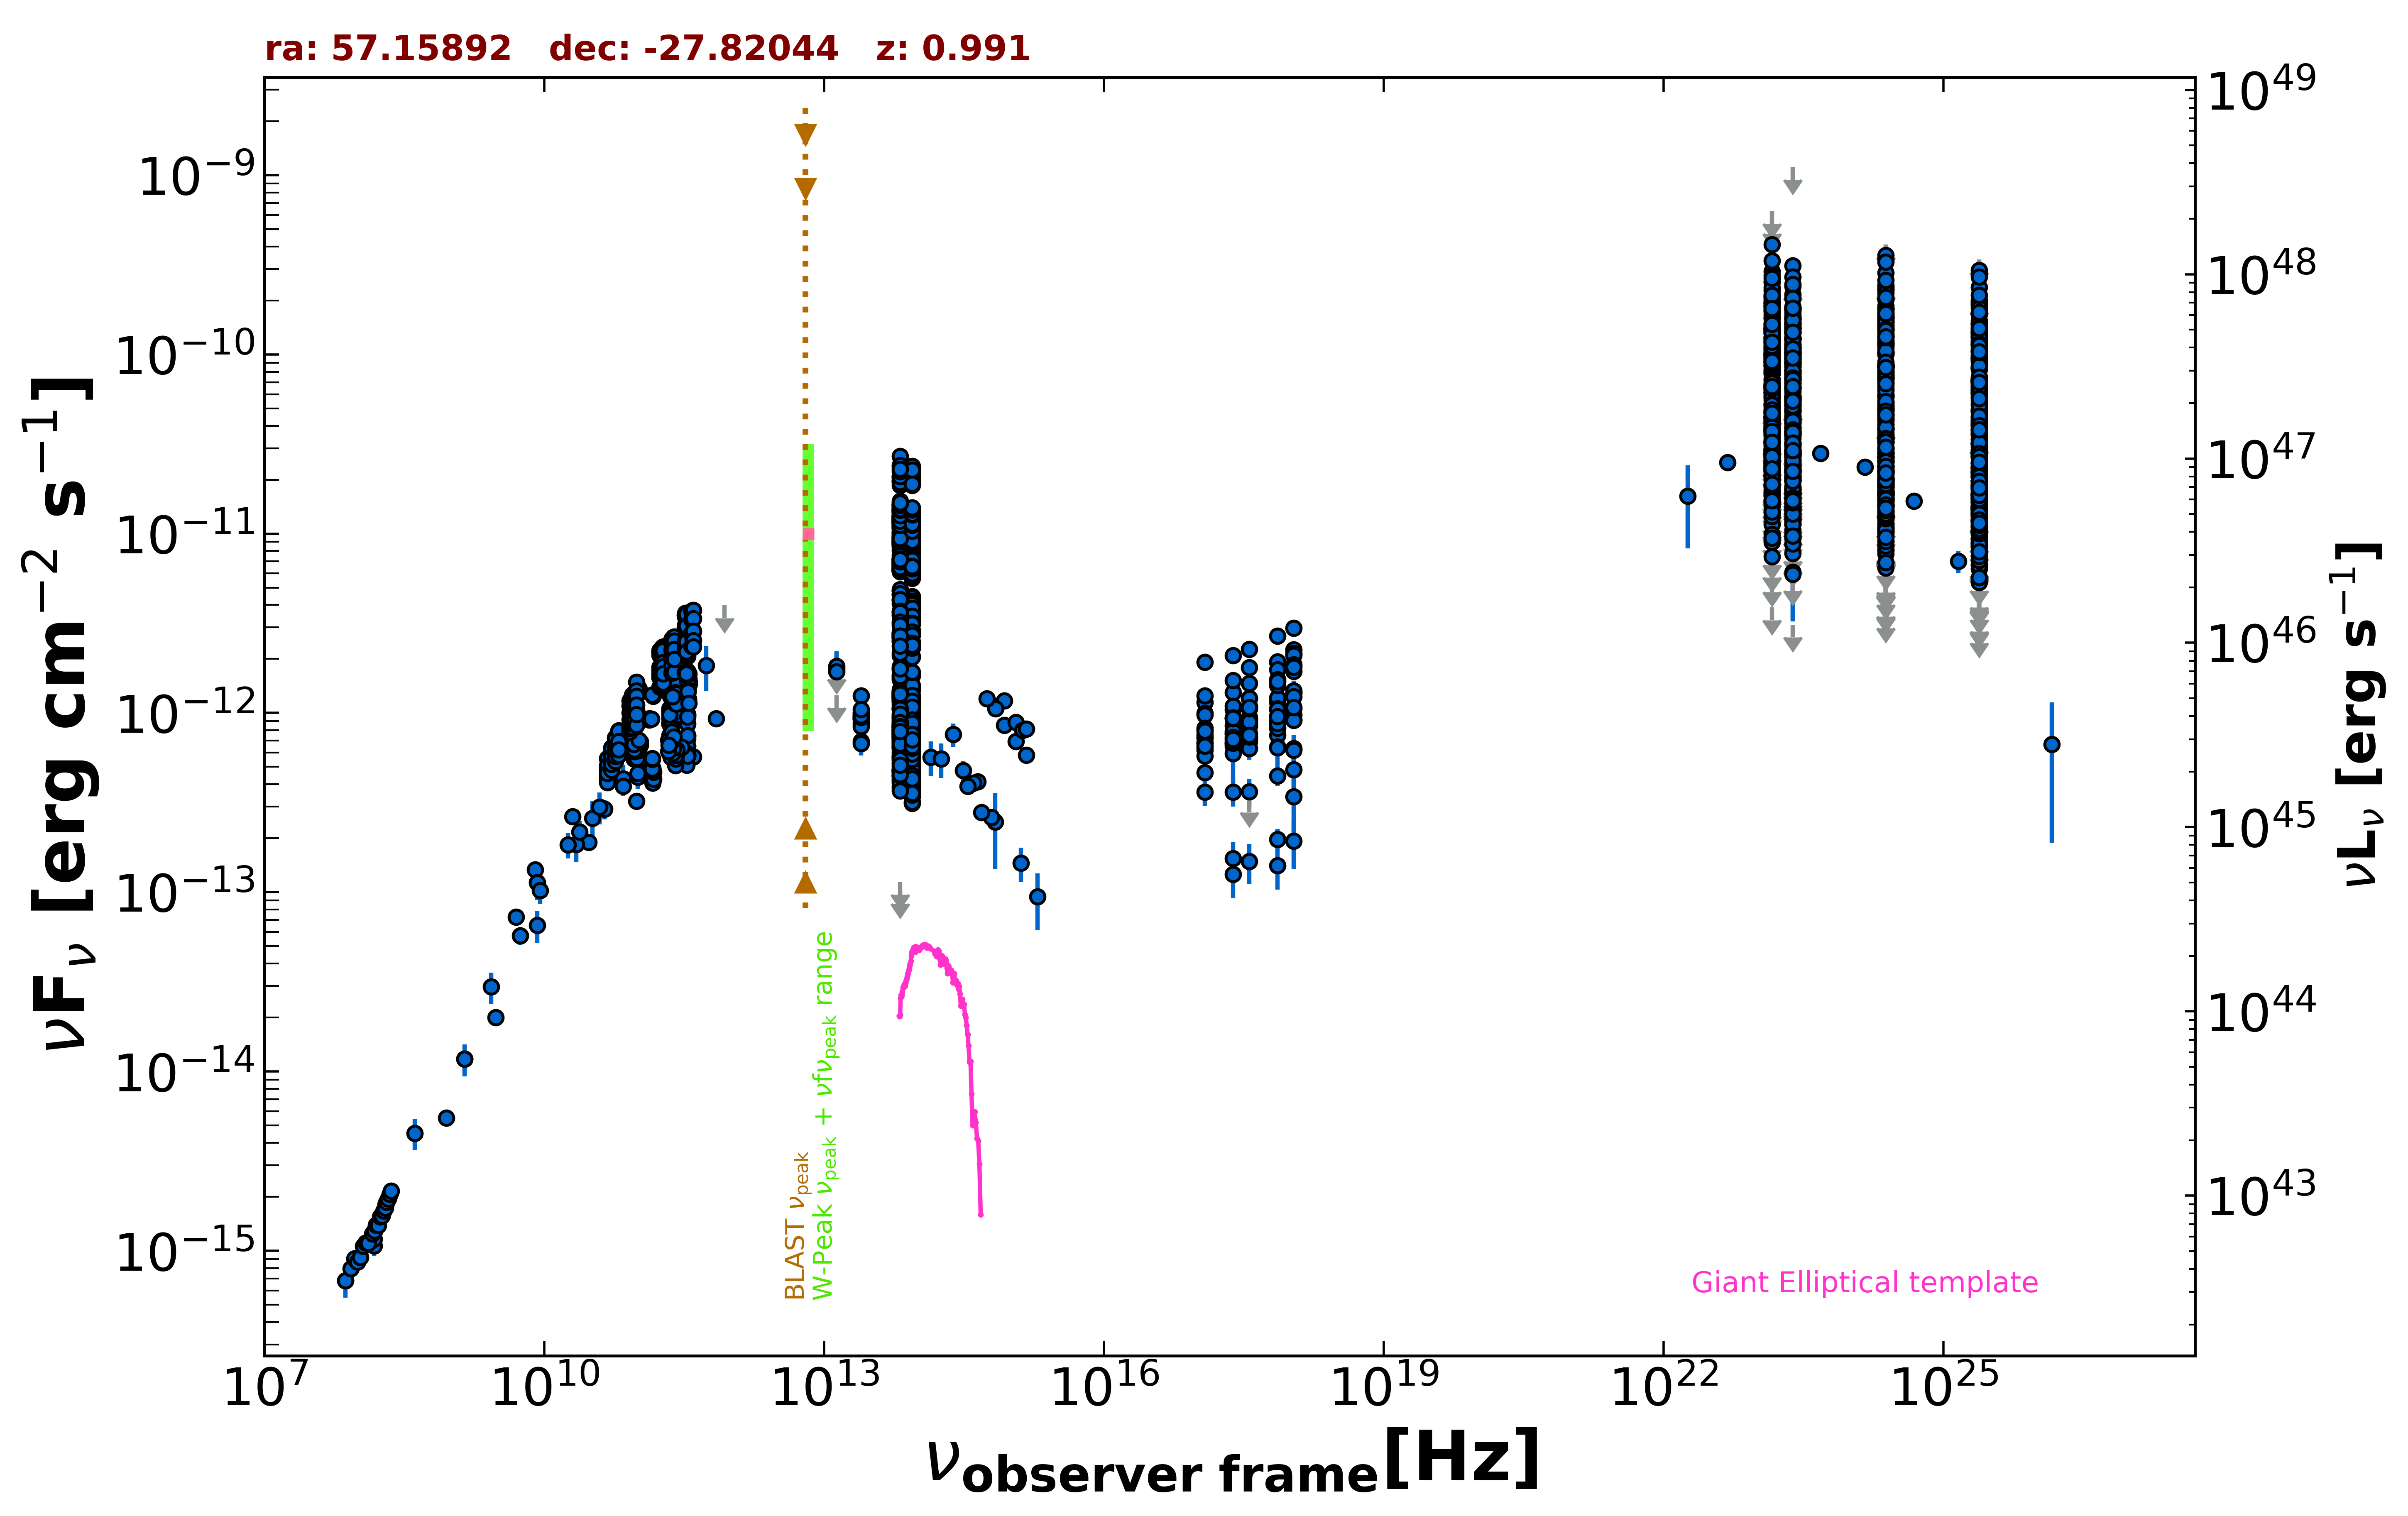 ra: 57.15892   dec: -27.82044   z: 0.991
νF_ν [erg cm^−2 s^−1]
10^−9
10^−10
10^−11
10^−12
10^−13
10^−14
10^−15
10^49
10^48
10^47
10^46
10^45
10^44
10^43
νL_ν [erg s^−1]
BLAST ν_peak
W-Peak ν_peak + νfν_peak range
Giant Elliptical template
10^7 10^10 10^13 10^16 10^19 10^22 10^25
ν_observer frame [Hz]